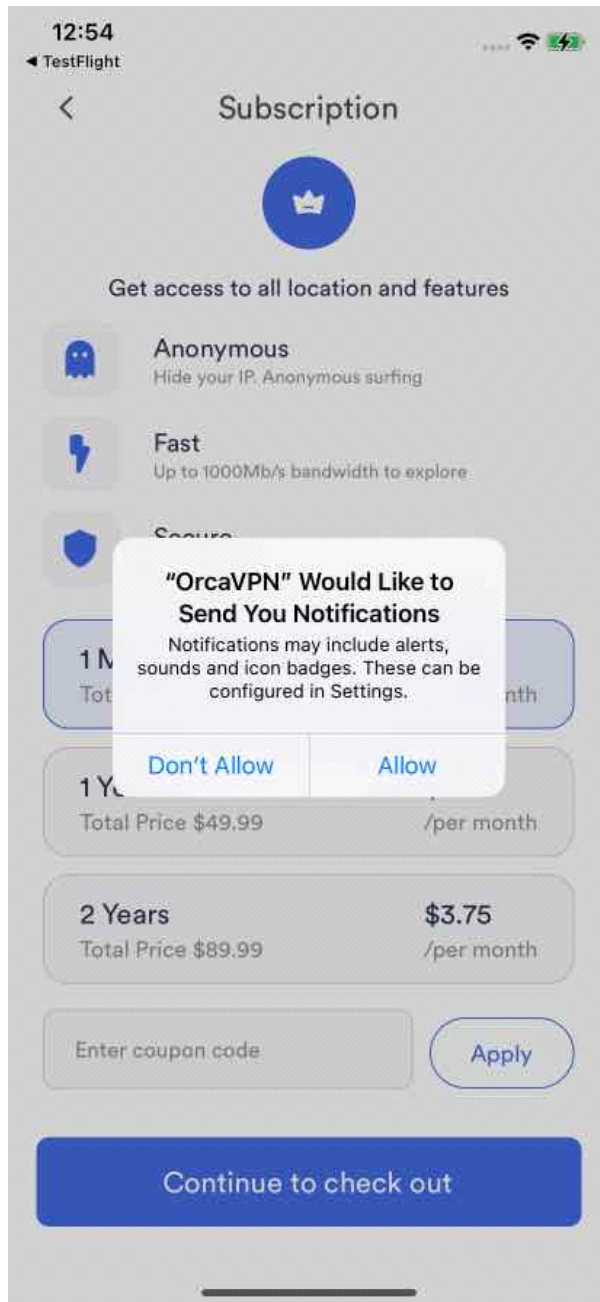 12:54
◀ TestFlight
Subscription
Get access to all location and features
Anonymous
Hide your IP. Anonymous surfing
Fast
Up to 1000Mb/s bandwidth to explore
Secure
“OrcaVPN” Would Like to
Send You Notifications
Notifications may include alerts,
sounds and icon badges. These can be
configured in Settings.
Don’t Allow
Allow
1
Total Price $49.99
/per month
2 Years
$3.75
Total Price $89.99
/per month
Enter coupon code
Apply
Continue to check out